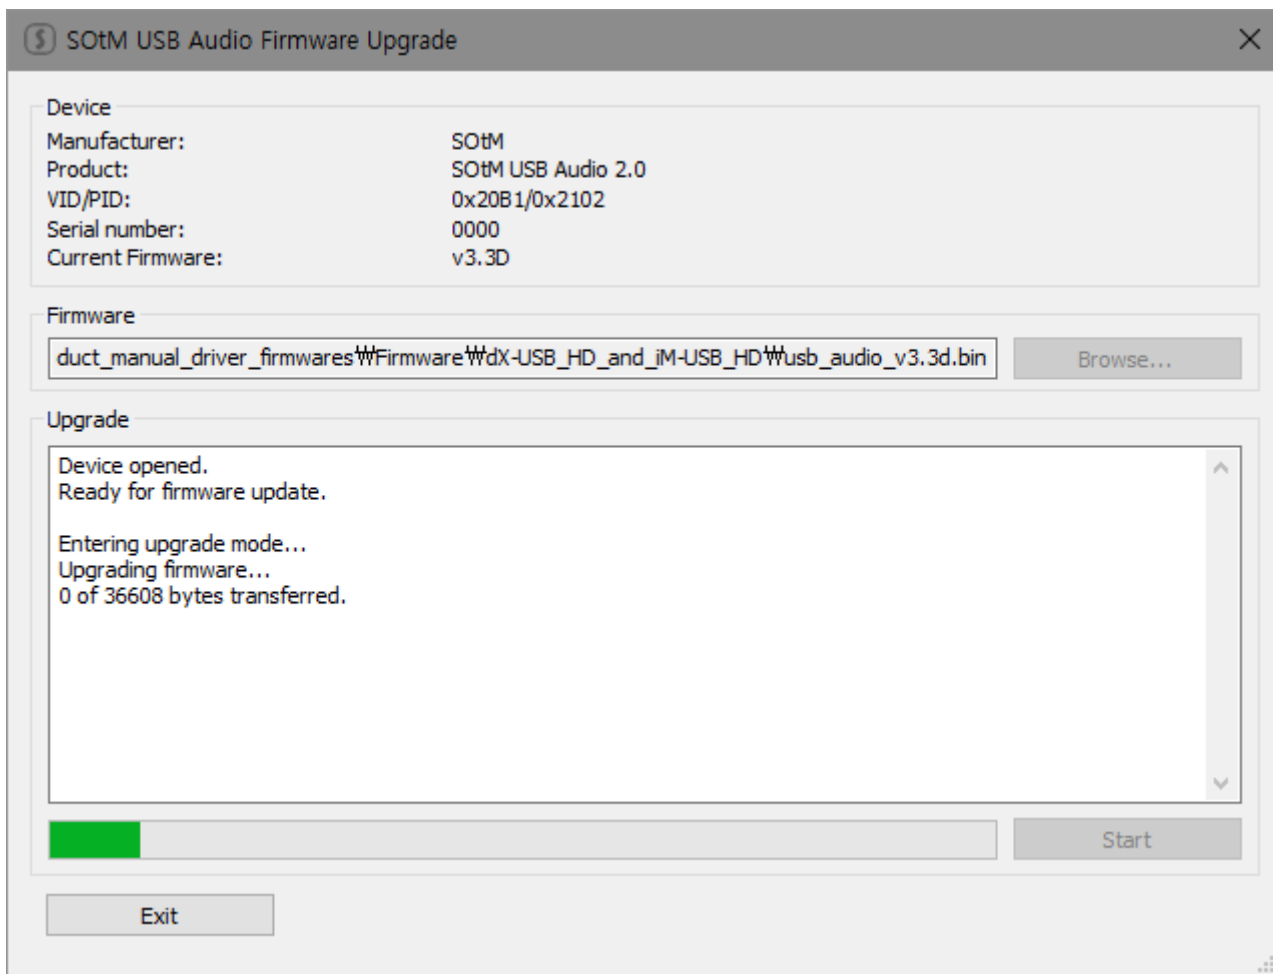 SOtM USB Audio Firmware Upgrade
Device
Manufacturer: SOtM
Product: SOtM USB Audio 2.0
VID/PID: 0x20B1/0x2102
Serial number: 0000
Current Firmware: v3.3D
Firmware
duct_manual_driver_firmwares₩Firmware₩dX-USB_HD_and_iM-USB_HD₩usb_audio_v3.3d.bin Browse...
Upgrade
Device opened.
Ready for firmware update.
Entering upgrade mode...
Upgrading firmware...
0 of 36608 bytes transferred.
Start
Exit